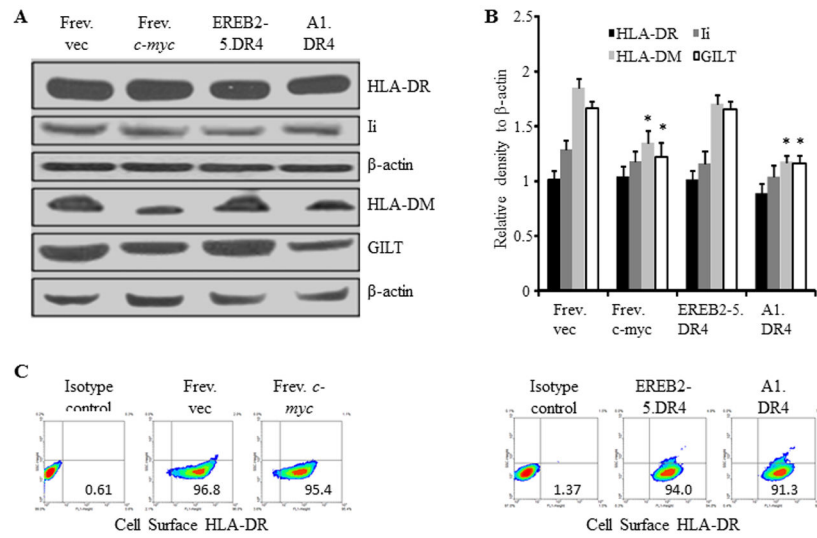 A
Frev. vec
Frev. c-myc
EREB2-5.DR4
A1. DR4
HLA-DR
Ii
β-actin
HLA-DM
GILT
β-actin
B
HLA-DR
Ii
HLA-DM
GILT
Relative density to β-actin
2.5
2
1.5
1
0.5
0
* * * *
Frev. vec
Frev. c-myc
EREB2-5. DR4
A1. DR4
C
Isotype control
Frev. vec
Frev. c-myc
0.61
96.8
95.4
Cell Surface HLA-DR
Isotype control
EREB2-5.DR4
A1. DR4
1.37
94.0
91.3
Cell Surface HLA-DR